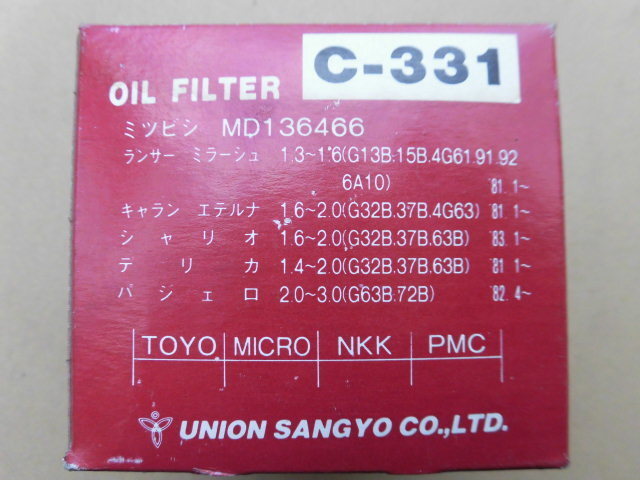 OIL FILTER C-331
ミツビシ MD136466
ランサー ミラージュ 1.3~1.6(G13B.15B.4G61.91.92
6A10) '81. 1~
キャラン エテルナ 1.6~2.0(G32B.37B.4G63) '81. 1~
シャリオ 1.6~2.0(G32B.37B.63B) '83. 1~
テリカ 1.4~2.0(G32B.37B.63B) '81 1~
パジェロ 2.0~3.0(G63B.72B) '82. 4~
TOYO MICRO NKK PMC
UNION SANGYO CO.,LTD.